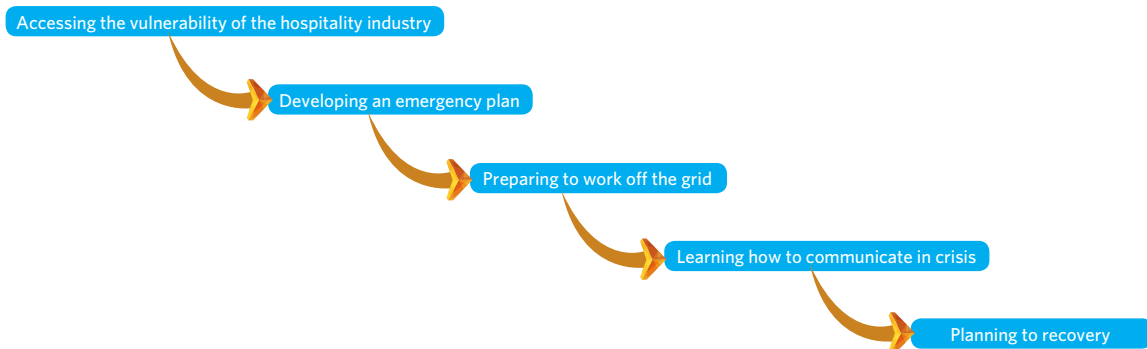 Accessing the vulnerability of the hospitality industry
Developing an emergency plan
Preparing to work off the grid
Learning how to communicate in crisis
Planning to recovery